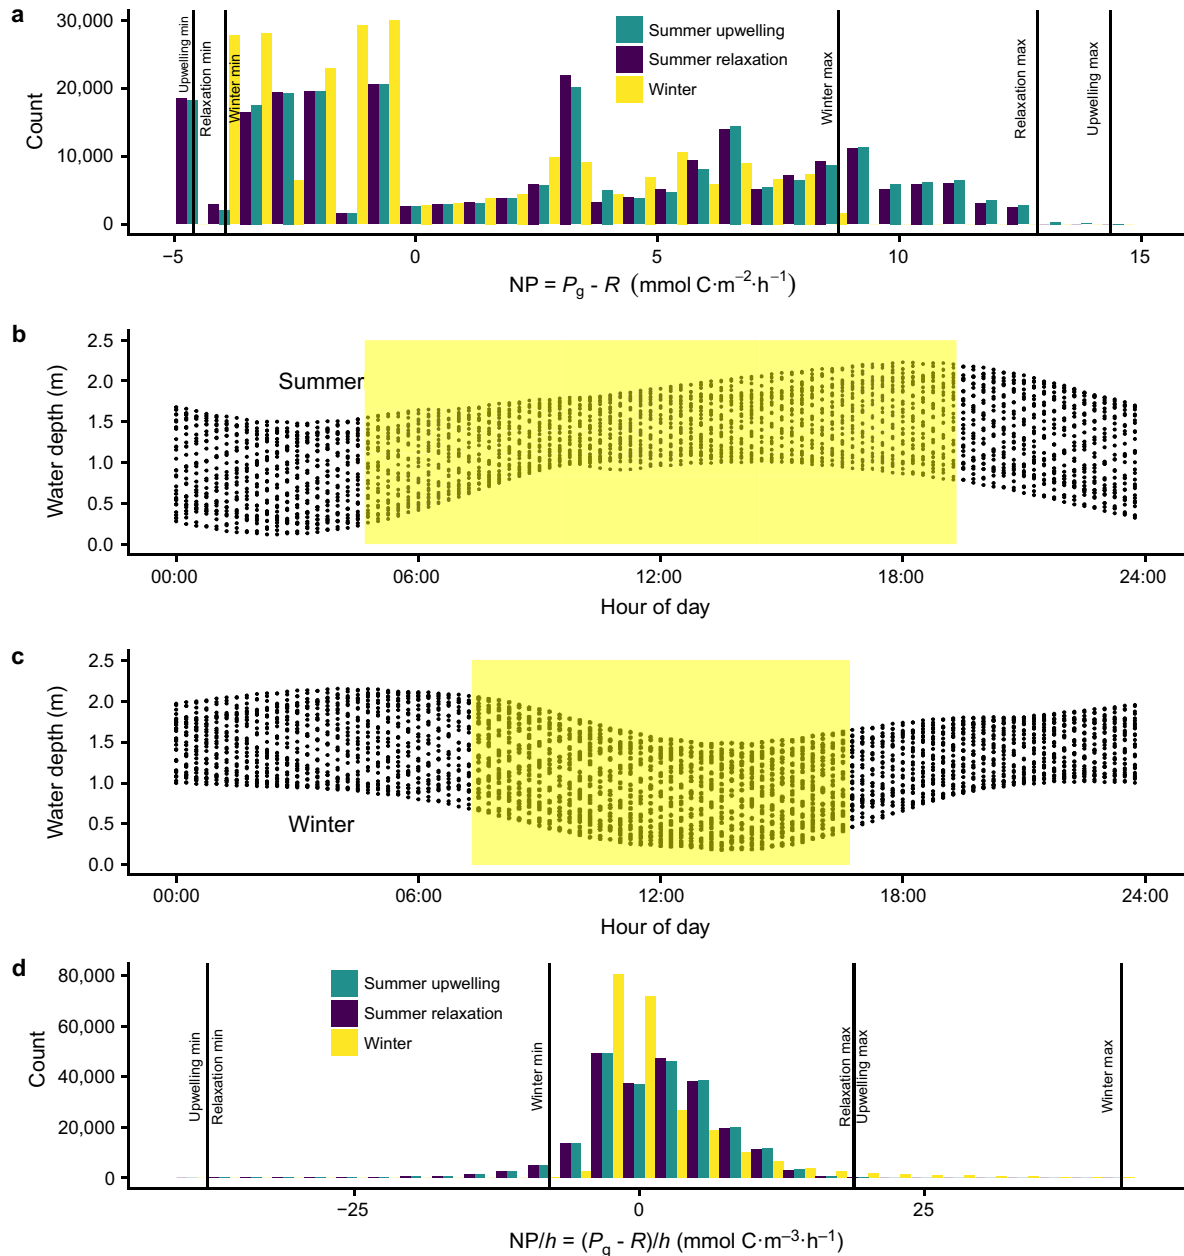 a
30,000
20,000
10,000
0
Count
Upwelling min
Relaxation min
Winter min
Summer upwelling
Summer relaxation
Winter
Winter max
Relaxation max
Upwelling max
−5
0
5
10
15
NP = Pg - R (mmol C·m−2·h−1)
b
2.5
2.0
1.5
1.0
0.5
0.0
Water depth (m)
Summer
00:00
06:00
12:00
18:00
24:00
Hour of day
c
2.5
2.0
1.5
1.0
0.5
0.0
Water depth (m)
Winter
00:00
06:00
12:00
18:00
24:00
Hour of day
d
80,000
60,000
40,000
20,000
0
Count
Upwelling min
Relaxation min
Summer upwelling
Summer relaxation
Winter
Winter min
Relaxation max
Upwelling max
Winter max
−25
0
25
NP/h = (Pg - R)/h (mmol C·m−3·h−1)